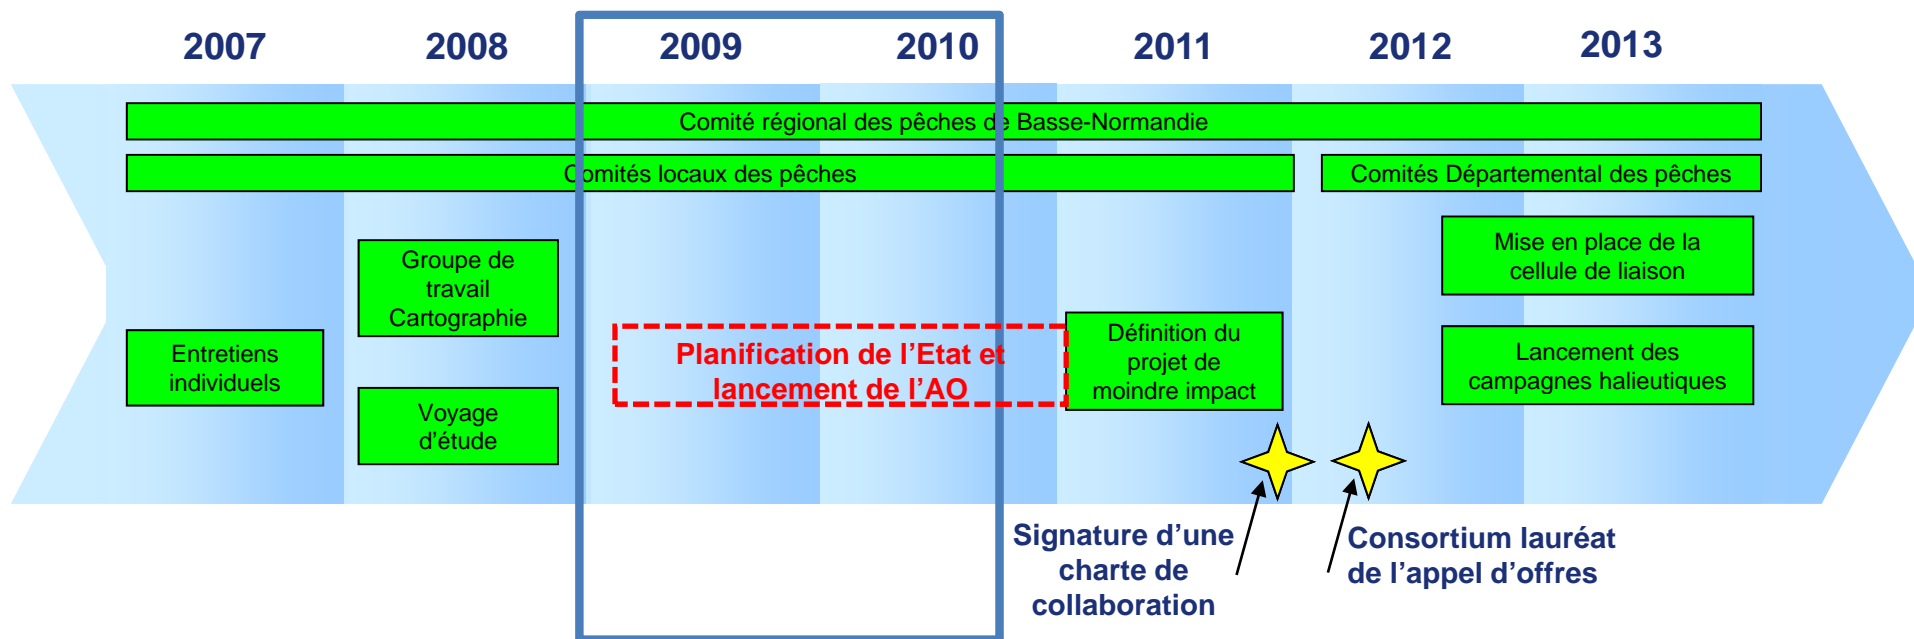 2007
2008
2009
2010
2011
2012
2013
Comité régional des pêches de Basse-Normandie
Comités locaux des pêches
Comités Départemental des pêches
Groupe de
travail
Cartographie
Mise en place de la
cellule de liaison
Entretiens
individuels
Planification de l’Etat et
lancement de l’AO
Définition du
projet de
moindre impact
Lancement des
campagnes halieutiques
Voyage
d’étude
Signature d’une
charte de
collaboration
Consortium lauréat
de l’appel d’offres